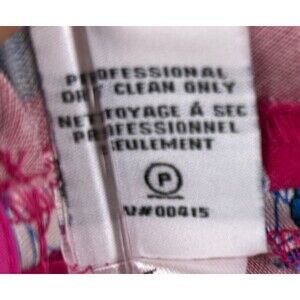 PROFESSIONAL
DRY CLEAN ONLY
NETTOYAGE À SEC
PROFESSIONNEL
SEULEMENT
P
V#00415